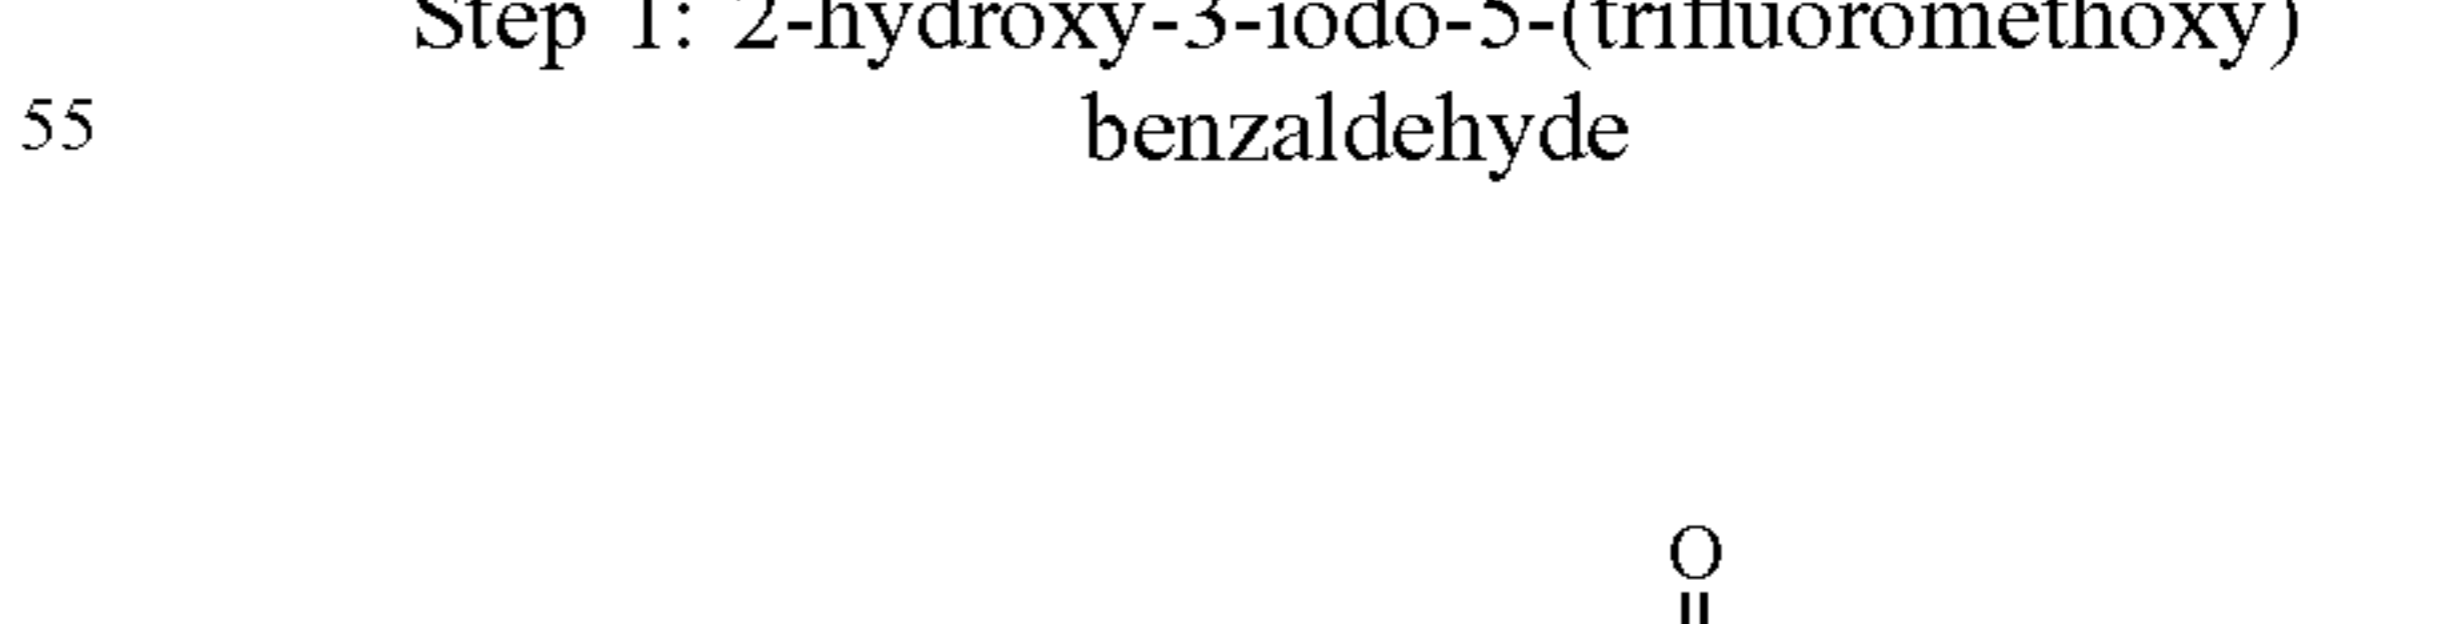 Step 1: 2-hydroxy-3-iodo-5-(trifluoromethoxy)
55 benzaldehyde
O